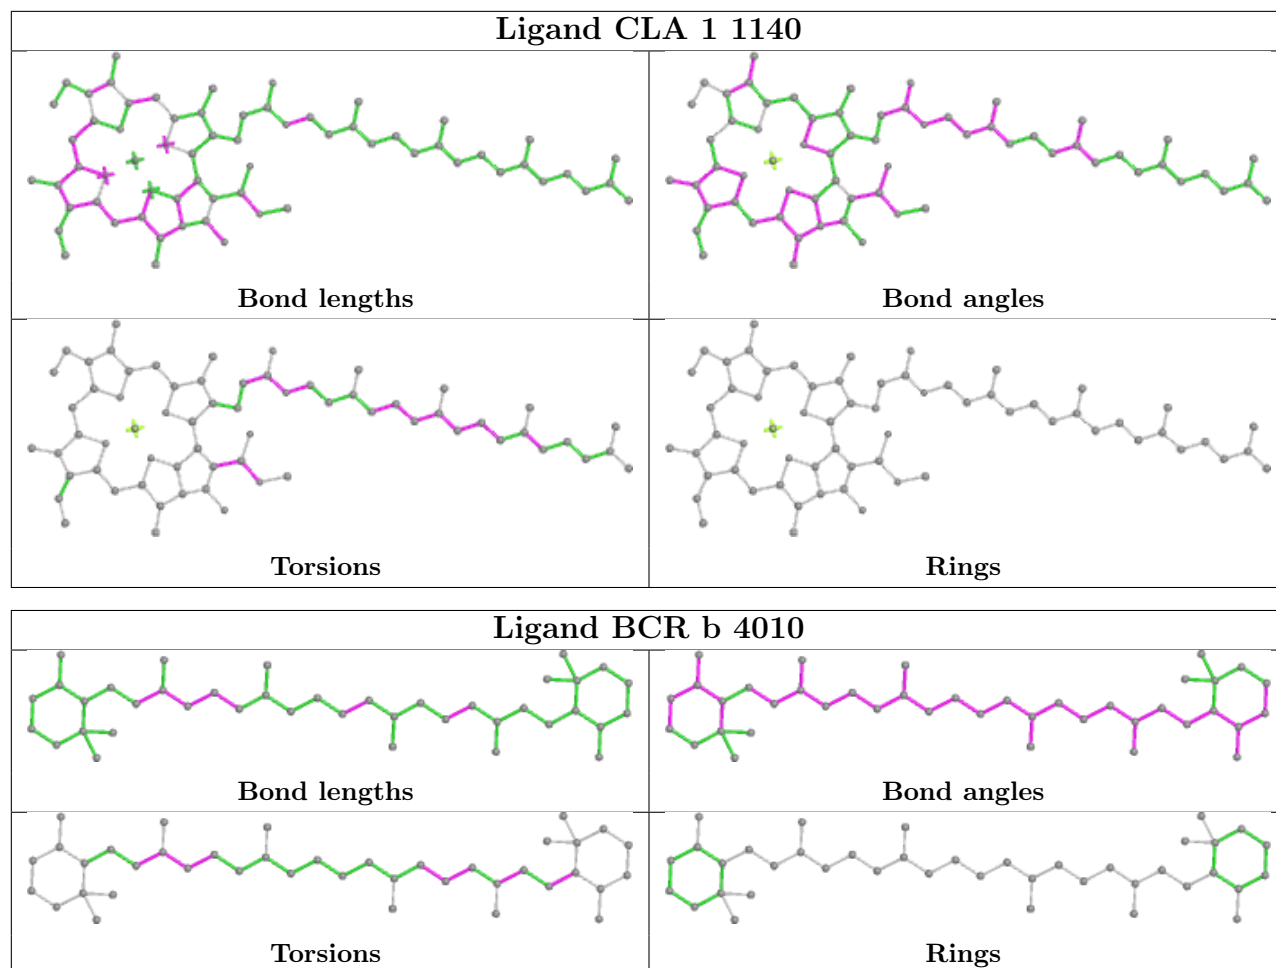 Ligand CLA 1 1140
Bond lengths
Bond angles
Torsions
Rings
Ligand BCR b 4010
Bond lengths
Bond angles
Torsions
Rings